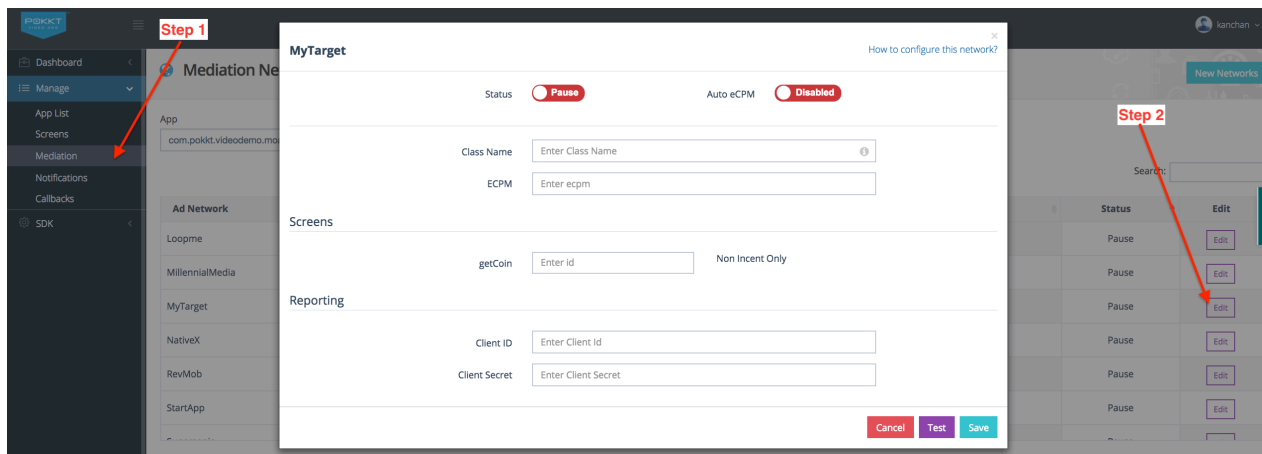 POKKT
kanchan
Step 1
Dashboard
Manage
App List
Screens
Mediation
Notifications
Callbacks
SDK
Mediation Ne
New Networks
App
com.pokkt.videodemo.mo
Step 2
Search:
Ad Network
Status
Edit
Loopme
Pause
Edit
MillennialMedia
Pause
Edit
MyTarget
Pause
Edit
NativeX
Pause
Edit
RevMob
Pause
Edit
StartApp
Pause
Edit
MyTarget
×
How to configure this network?
Status
Pause
Auto eCPM
Disabled
Class Name
Enter Class Name
ECPM
Enter ecpm
Screens
getCoin
Enter id
Non Incent Only
Reporting
Client ID
Enter Client Id
Client Secret
Enter Client Secret
Cancel
Test
Save